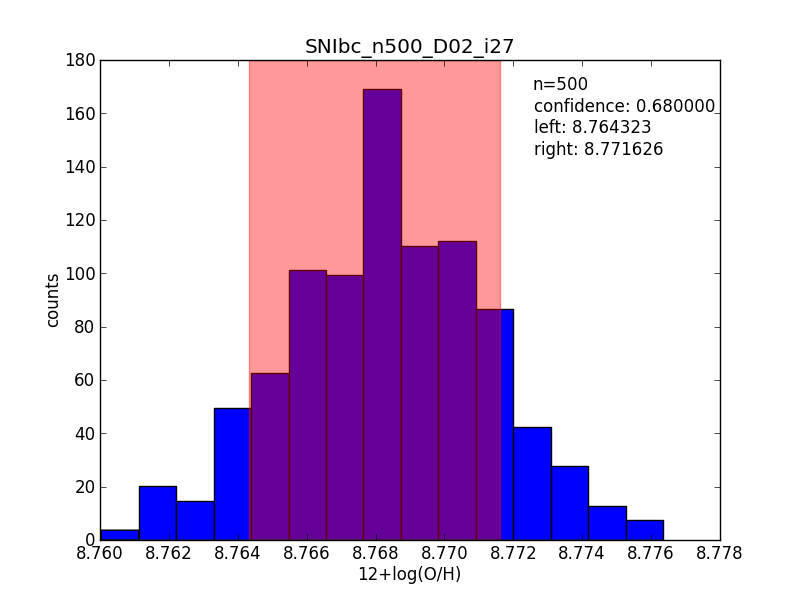 SNIbc_n500_D02_i27
180
160
140
120
100
80
60
40
20
0
counts
n=500
confidence: 0.680000
left: 8.764323
right: 8.771626
8.760 8.762 8.764 8.766 8.768 8.770 8.772 8.774 8.776 8.778
12+log(O/H)